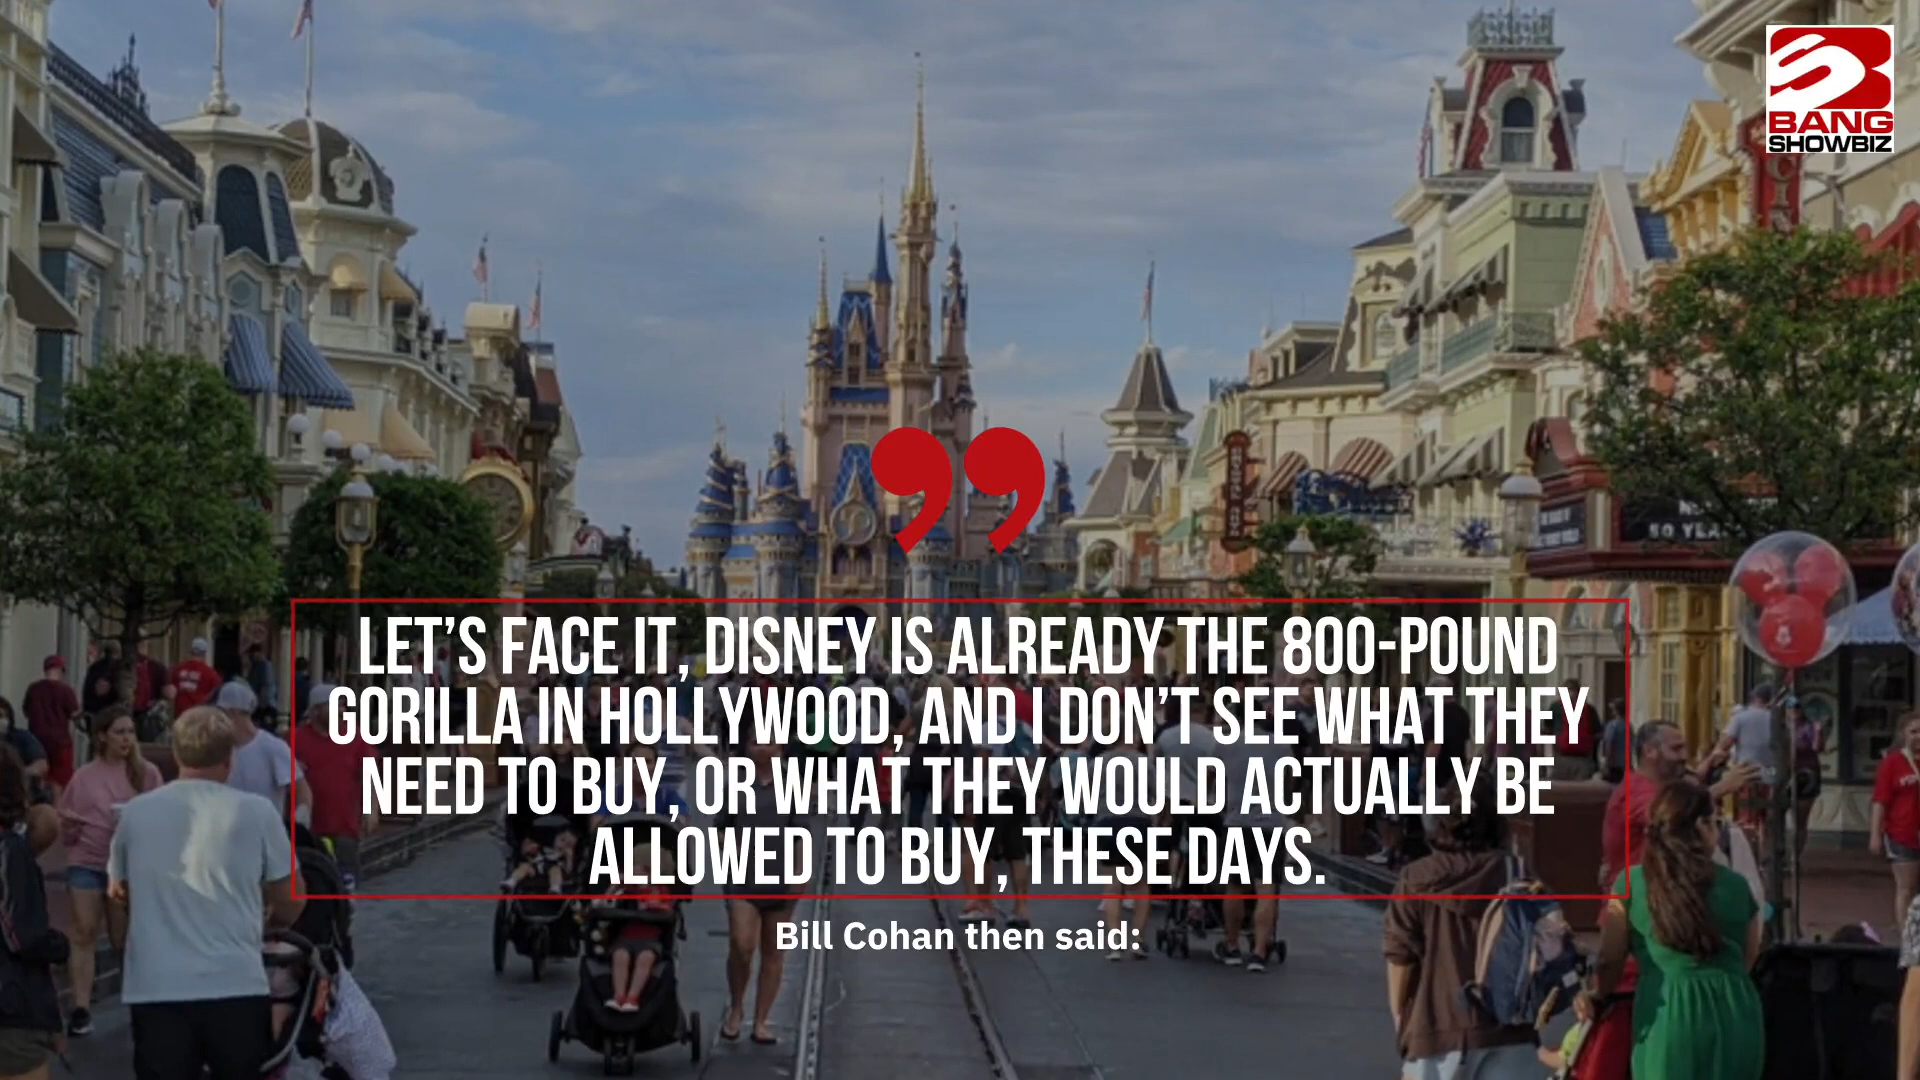 BANG
SHOWBIZ
LET'S FACE IT, DISNEY IS ALREADY THE 800-POUND
GORILLA IN HOLLYWOOD, AND I DON'T SEE WHAT THEY
NEED TO BUY, OR WHAT THEY WOULD ACTUALLY BE
ALLOWED TO BUY, THESE DAYS.
Bill Cohan then said: